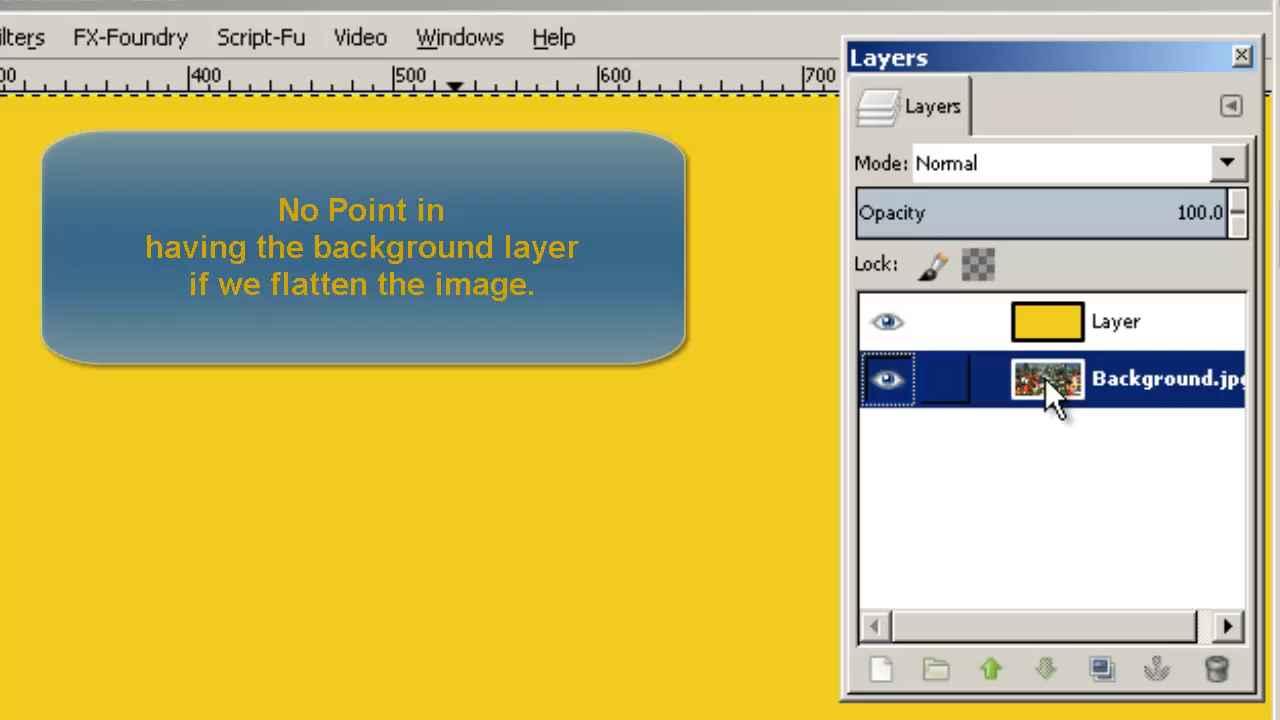 ilters FX-Foundry Script-Fu Video Windows Help
00 400 500 600 700
No Point in
having the background layer
if we flatten the image.
Layers
Layers
Mode: Normal
Opacity 100.0
Lock:
Layer
Background.jpg